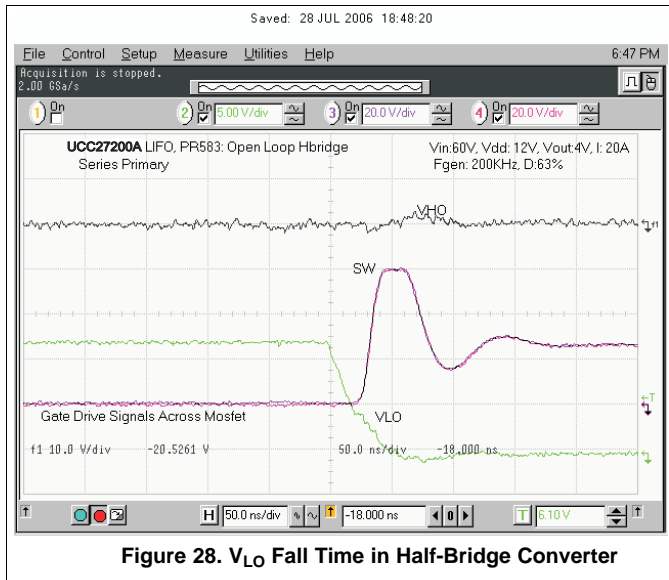 Saved: 28 JUL 2006 18:48:20
File Control Setup Measure Utilities Help 6:47 PM
Acquisition is stopped.
2.00 GSa/s
1 On 2 On 5.00 V/div 3 On 20.0 V/div 4 On 20.0 V/div
UCC27200A LIFO, PR583: Open Loop Hbridge Vin:60V, Vdd: 12V, Vout:4V, I: 20A
Series Primary Fgen: 200KHz, D:63%
VHO
f1
SW
T
Gate Drive Signals Across Mosfet VLO
f1 10.0 V/div -20.5261 V 50.0 ns/div -18.000 ns
H 50.0 ns/div -18.000 ns 0 T 6.10 V
Figure 28. VLO Fall Time in Half-Bridge Converter